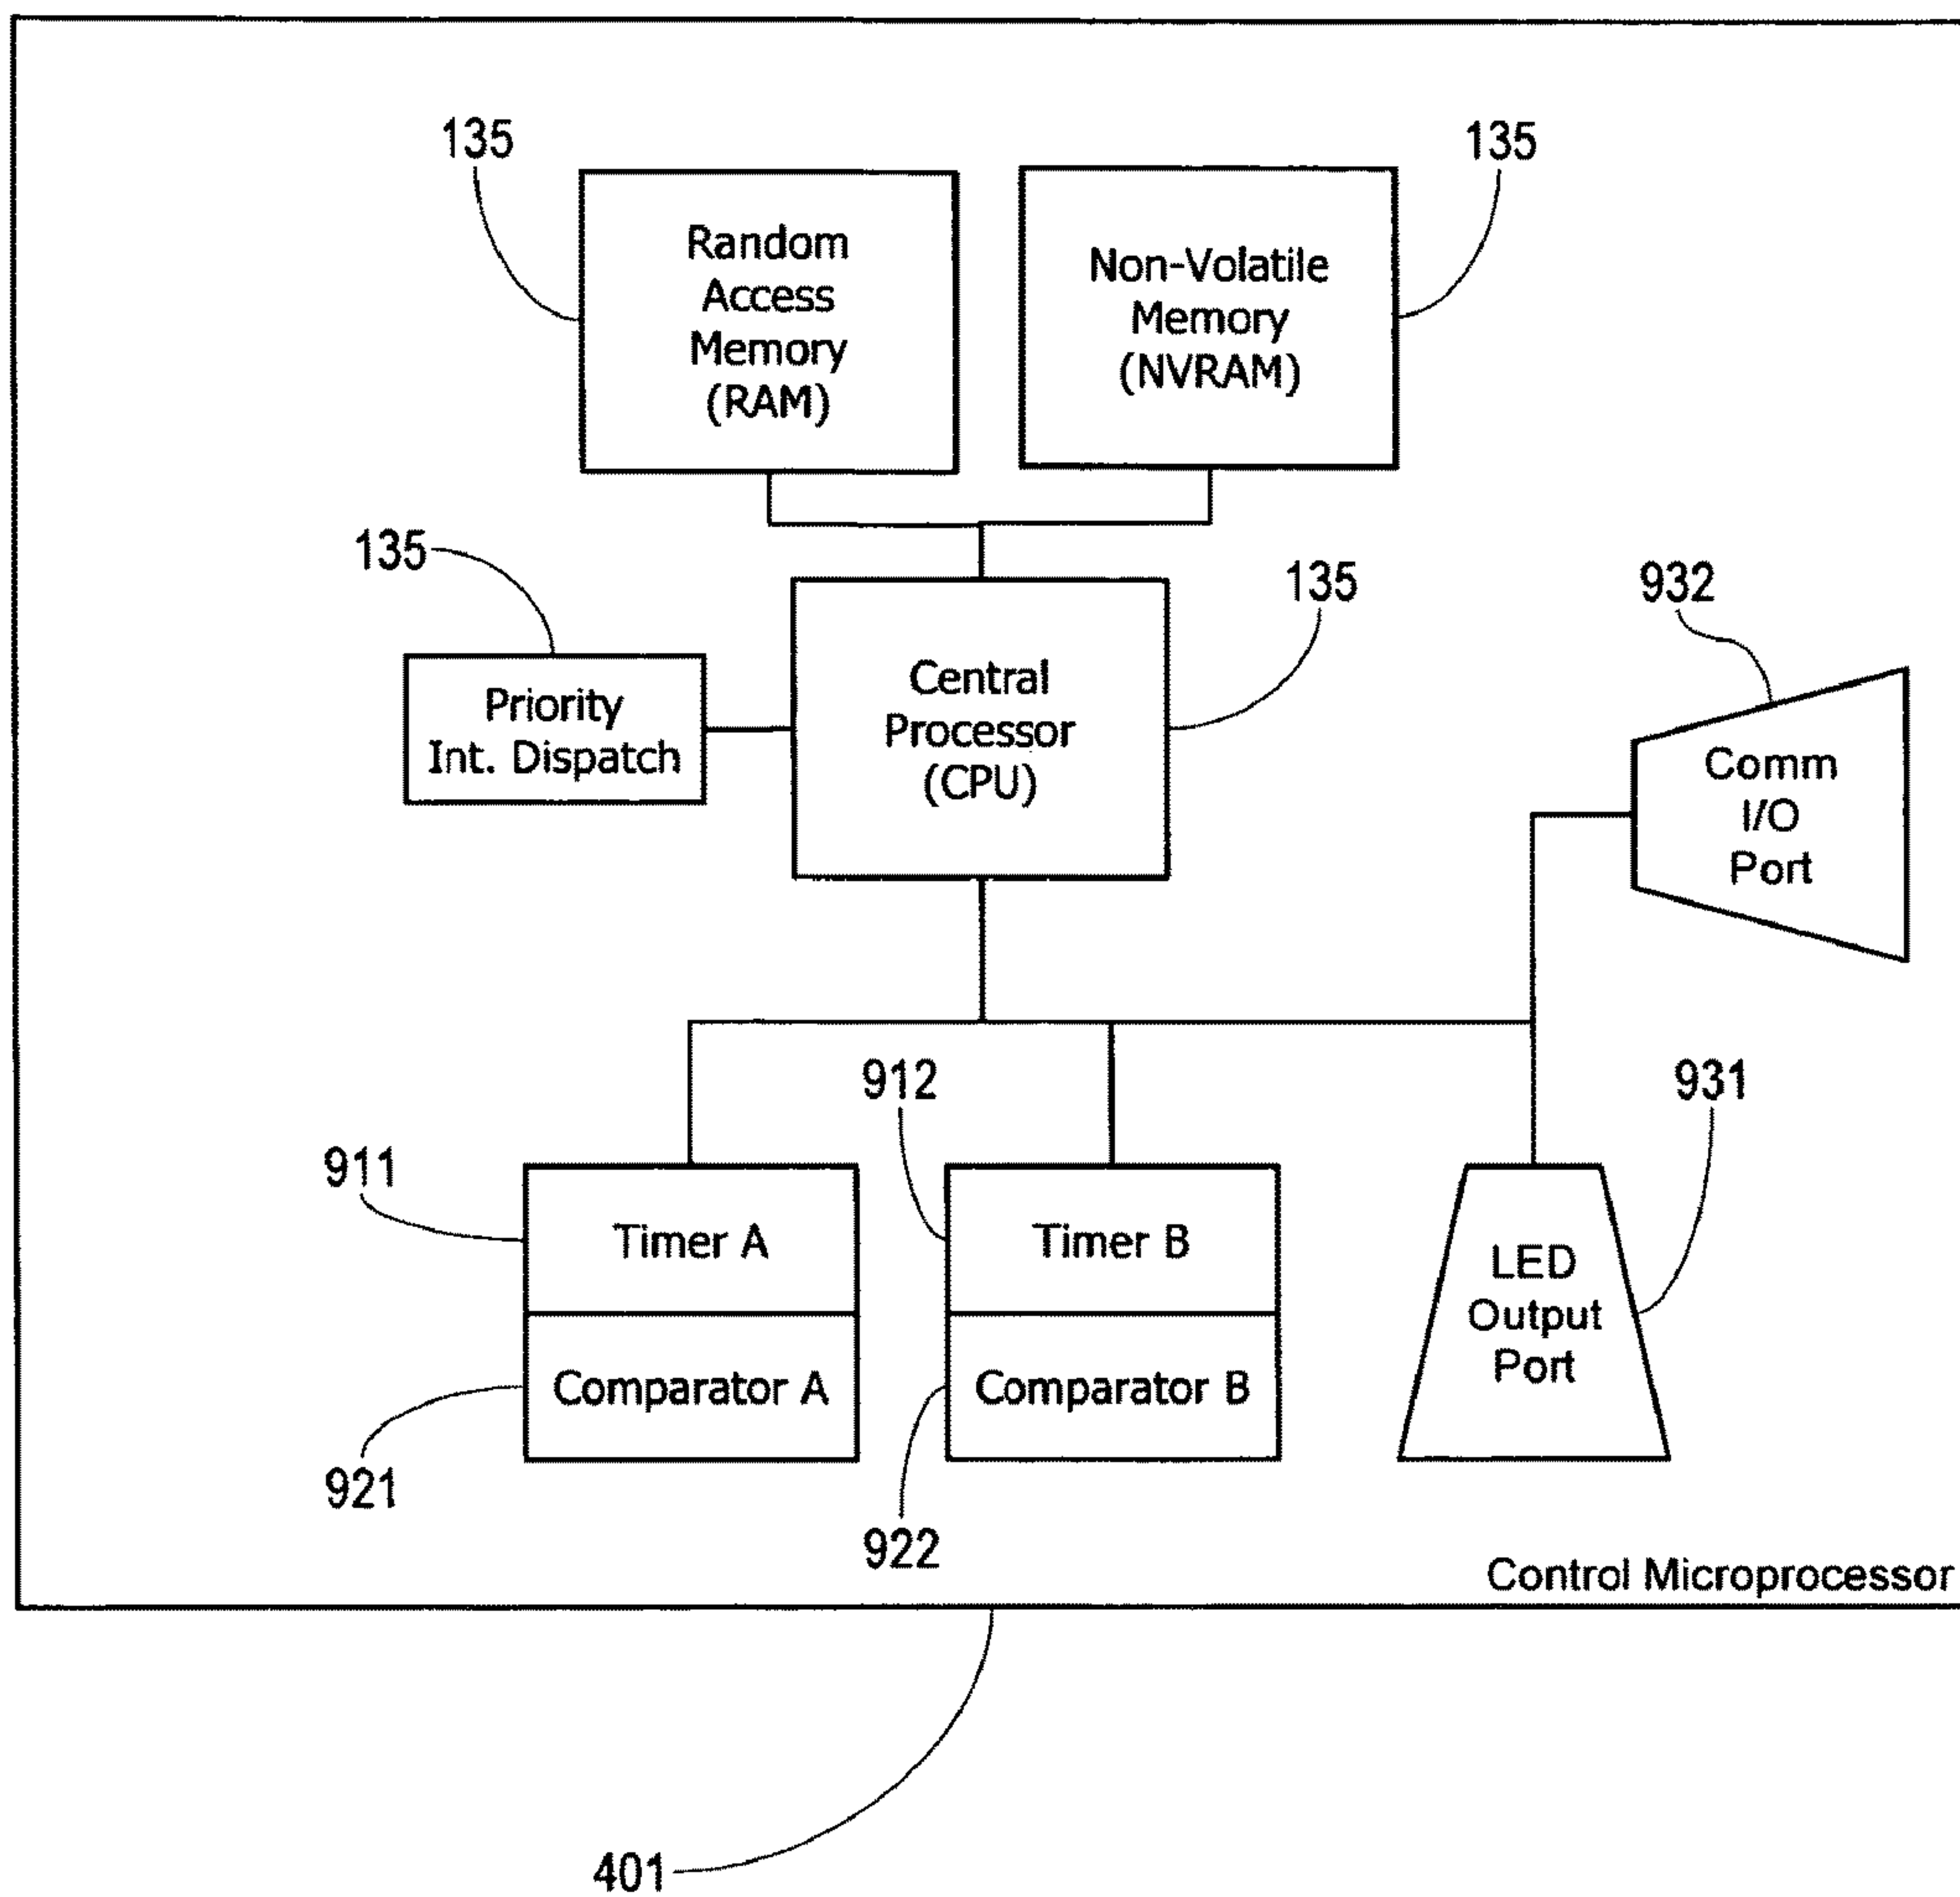 135
135
Random
Access
Memory
(RAM)
Non-Volatile
Memory
(NVRAM)
135
135
932
Priority
Int. Dispatch
Central
Processor
(CPU)
Comm
I/O
Port
912
931
911
Timer A
Timer B
LED
Output
Port
Comparator A
Comparator B
921
922
Control Microprocessor
401